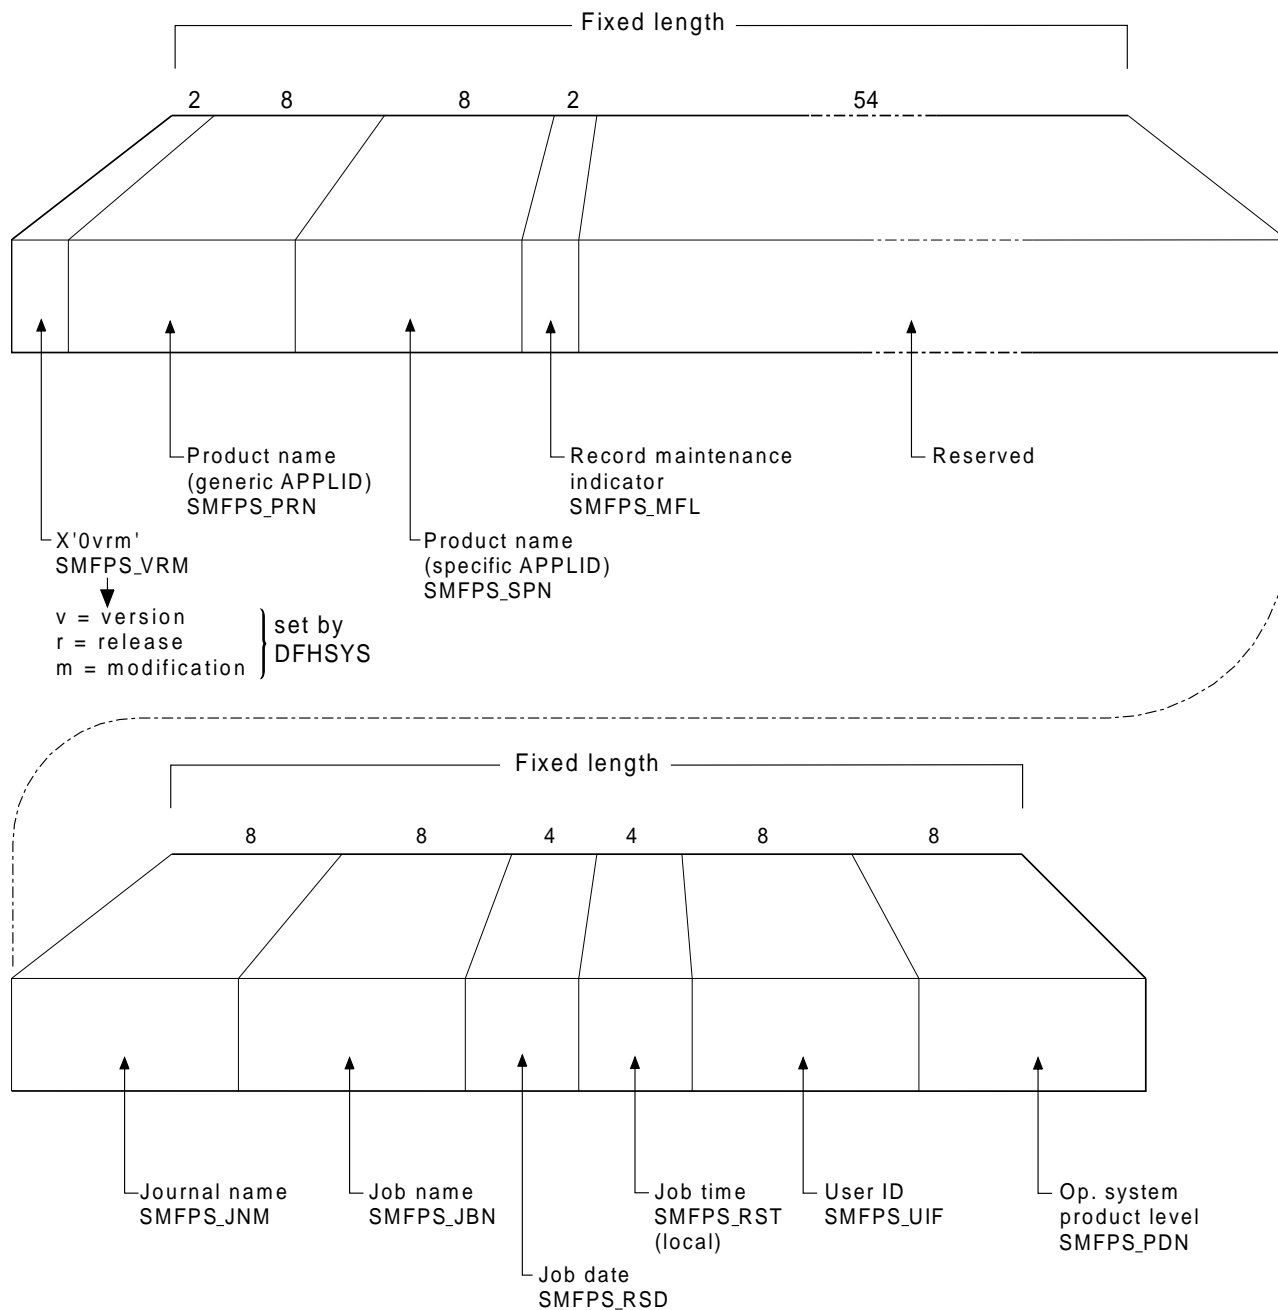 Fixed length
2 8 8 2 54
Product name
(generic APPLID)
SMFPS_PRN
Record maintenance
indicator
SMFPS_MFL
Reserved
X'0vrm'
SMFPS_VRM
Product name
(specific APPLID)
SMFPS_SPN
v = version
r = release
m = modification
set by
DFHSYS
Fixed length
8 8 4 4 8 8
Journal name
SMFPS_JNM
Job name
SMFPS_JBN
Job time
SMFPS_RST
(local)
User ID
SMFPS_UIF
Op. system
product level
SMFPS_PDN
Job date
SMFPS_RSD